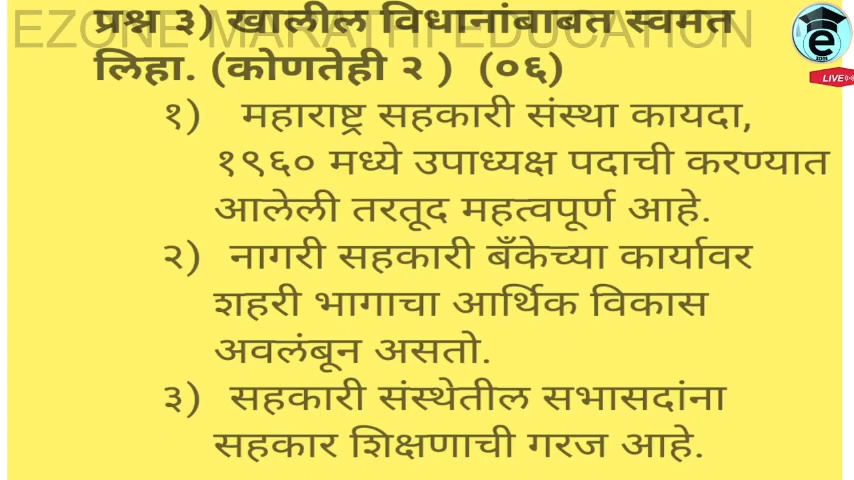 EZONE MARATHI EDUCATION
प्रश्न ३) खालील विधानांबाबत स्वमत
लिहा. (कोणतेही २ ) (०६)
१) महाराष्ट्र सहकारी संस्था कायदा,
१९६० मध्ये उपाध्यक्ष पदाची करण्यात
आलेली तरतूद महत्वपूर्ण आहे.
२) नागरी सहकारी बँकेच्या कार्यावर
शहरी भागाचा आर्थिक विकास
अवलंबून असतो.
३) सहकारी संस्थेतील सभासदांना
सहकार शिक्षणाची गरज आहे.
e
ZONE
LIVE